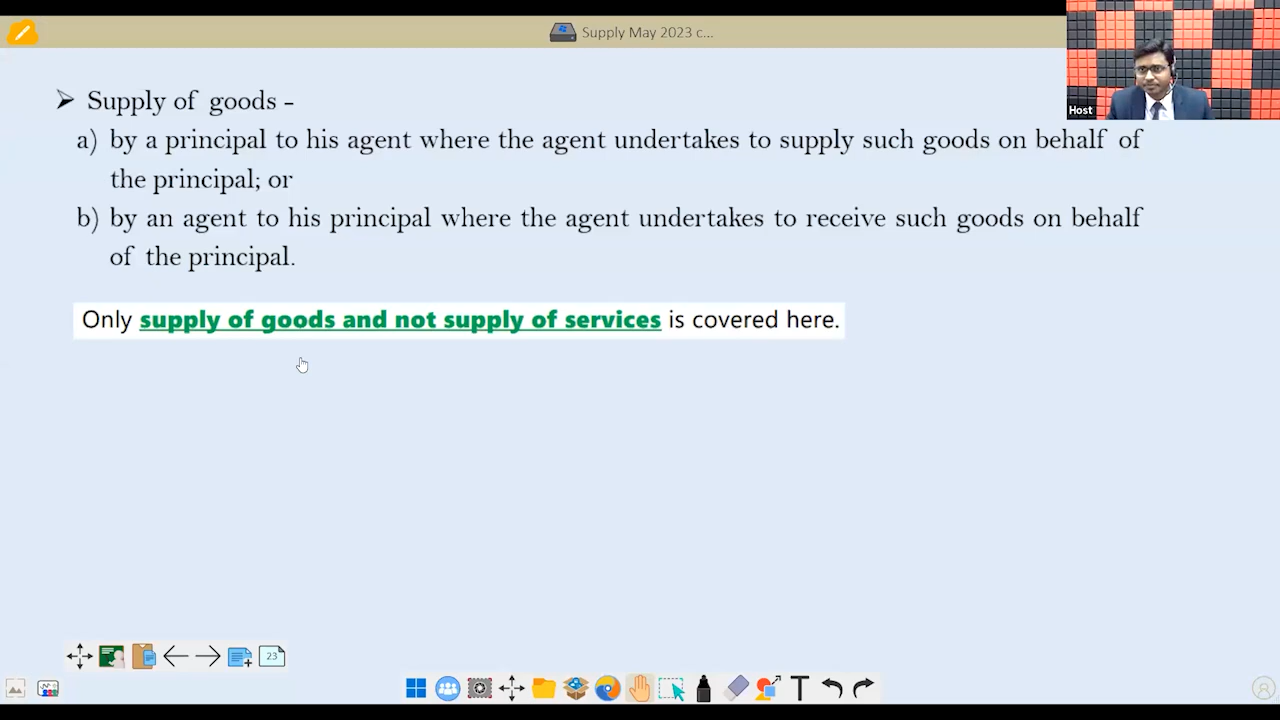 Supply May 2023 c...
Host
➤ Supply of goods -
a) by a principal to his agent where the agent undertakes to supply such goods on behalf of
the principal; or
b) by an agent to his principal where the agent undertakes to receive such goods on behalf
of the principal.
Only supply of goods and not supply of services is covered here.
23
T